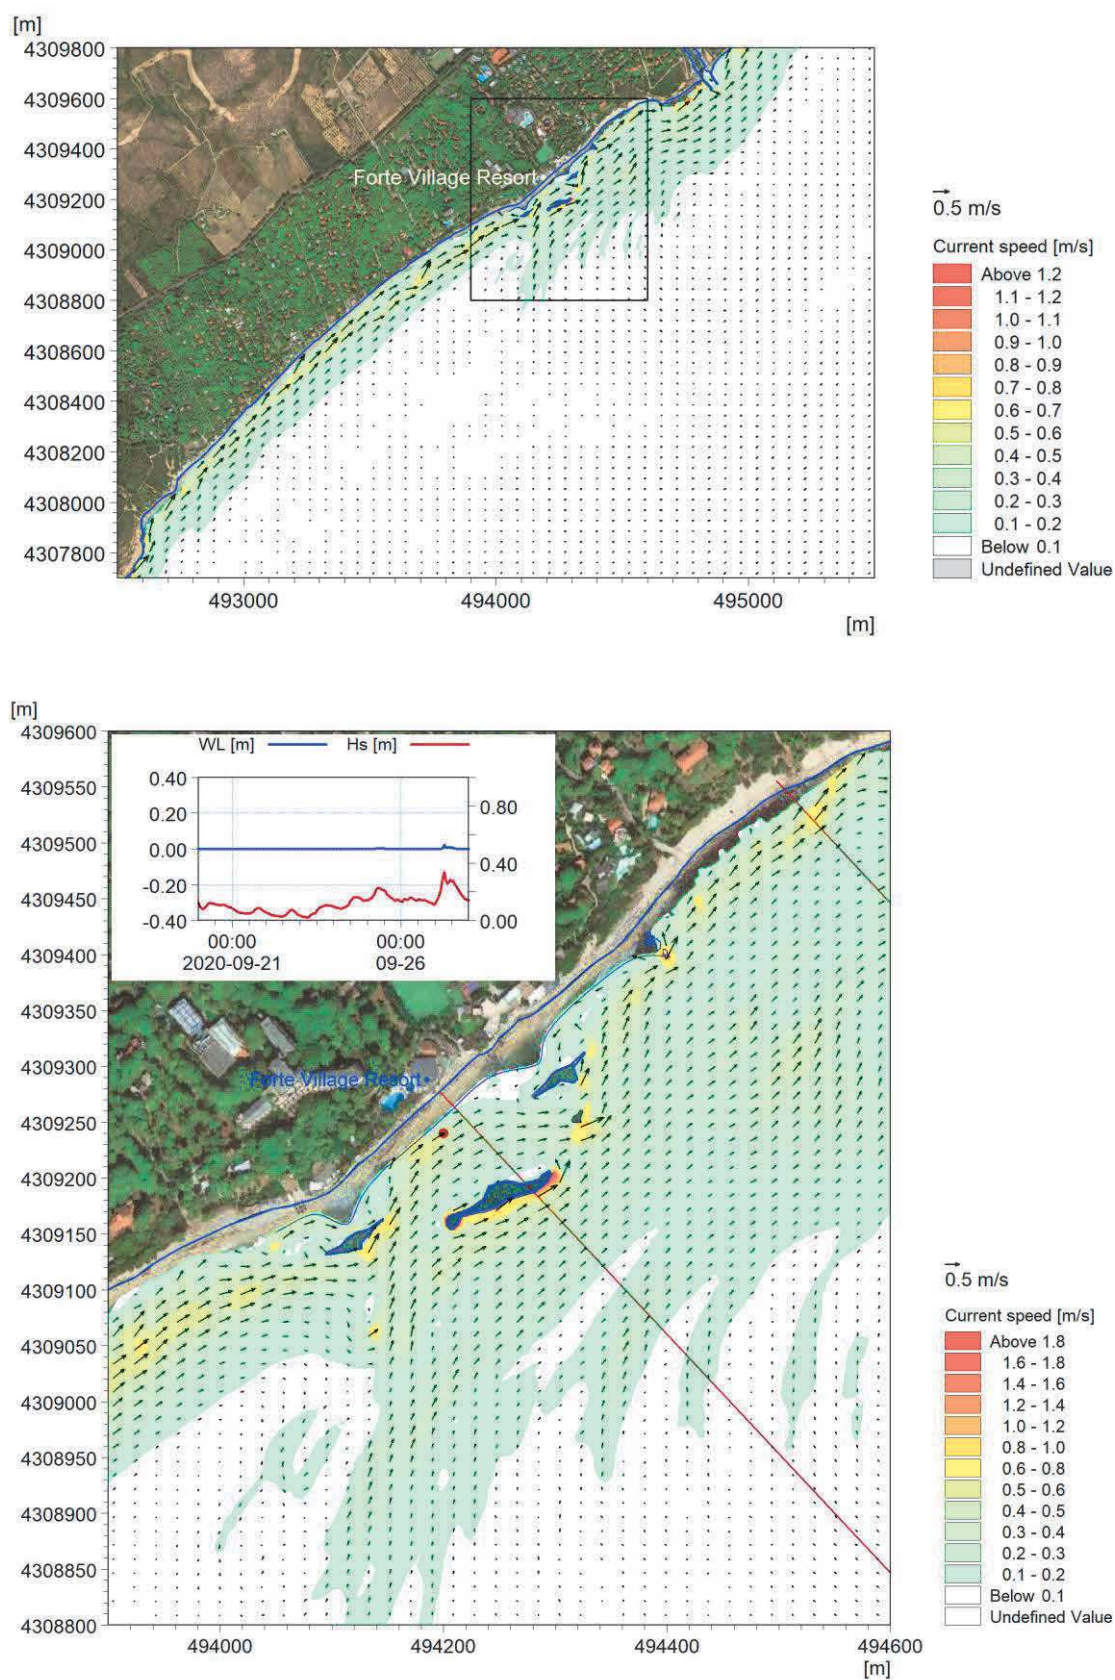 [m]
4309800
4309600
4309400
4309200
4309000
4308800
4308600
4308400
4308200
4308000
4307800
Forte Village Resort
493000 494000 495000
[m]
0.5 m/s
Current speed [m/s]
Above 1.2
1.1 - 1.2
1.0 - 1.1
0.9 - 1.0
0.8 - 0.9
0.7 - 0.8
0.6 - 0.7
0.5 - 0.6
0.4 - 0.5
0.3 - 0.4
0.2 - 0.3
0.1 - 0.2
Below 0.1
Undefined Value
[m]
4309600
4309550
4309500
4309450
4309400
4309350
4309300
4309250
4309200
4309150
4309100
4309050
4309000
4308950
4308900
4308850
4308800
WL [m] Hs [m]
0.40
0.20
0.00
-0.20
-0.40
0.80
0.40
0.00
00:00 00:00
2020-09-21 09-26
Forte Village Resort
494000 494200 494400 494600
[m]
0.5 m/s
Current speed [m/s]
Above 1.8
1.6 - 1.8
1.4 - 1.6
1.2 - 1.4
1.0 - 1.2
0.8 - 1.0
0.6 - 0.8
0.5 - 0.6
0.4 - 0.5
0.3 - 0.4
0.2 - 0.3
0.1 - 0.2
Below 0.1
Undefined Value